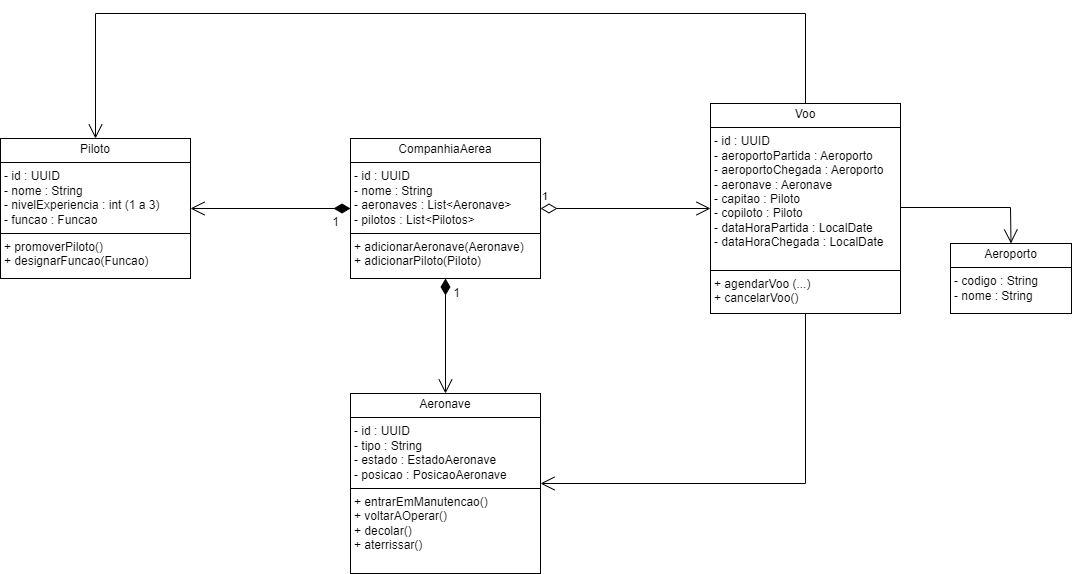 Piloto
- id : UUID
- nome : String
- nivelExperiencia : int (1 a 3)
- funcao : Funcao
+ promoverPiloto()
+ designarFuncao(Funcao)
1
CompanhiaAerea
- id : UUID
- nome : String
- aeronaves : List<Aeronave>
- pilotos : List<Pilotos>
+ adicionarAeronave(Aeronave)
+ adicionarPiloto(Piloto)
1
1
Voo
- id : UUID
- aeroportoPartida : Aeroporto
- aeroportoChegada : Aeroporto
- aeronave : Aeronave
- capitao : Piloto
- copiloto : Piloto
- dataHoraPartida : LocalDate
- dataHoraChegada : LocalDate
+ agendarVoo (...)
+ cancelarVoo()
Aeroporto
- codigo : String
- nome : String
Aeronave
- id : UUID
- tipo : String
- estado : EstadoAeronave
- posicao : PosicaoAeronave
+ entrarEmManutencao()
+ voltarAOperar()
+ decolar()
+ aterrissar()